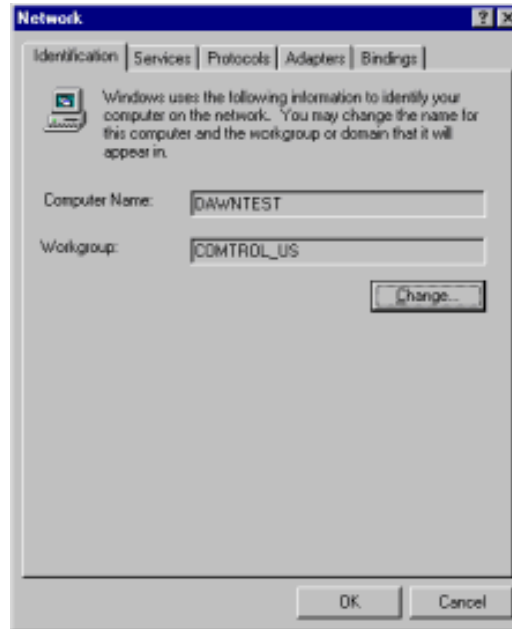 Network
Identification Services Protocols Adapters Bindings
Windows uses the following information to identify your
computer on the network. You may change the name for
this computer and the workgroup or domain that it will
appear in.
Computer Name: DAWNTEST
Workgroup: COMTROL_US
Change...
OK Cancel